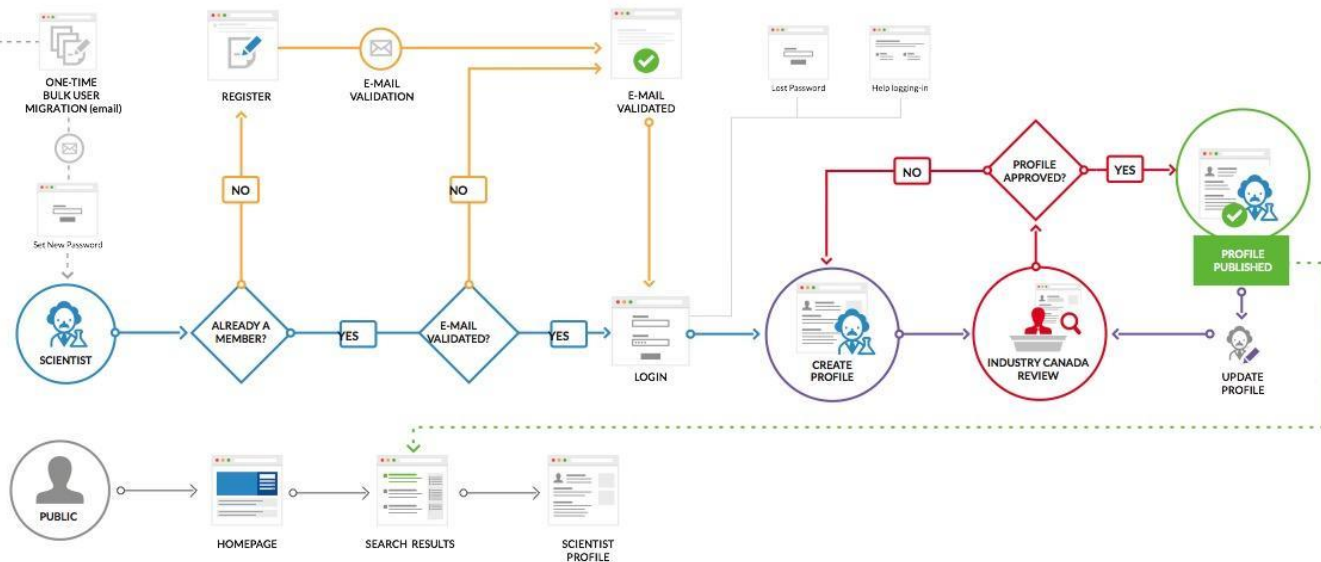 ONE-TIME
BULK USER
MIGRATION (email)
REGISTER
E-MAIL
VALIDATION
E-MAIL
VALIDATED
Lost Password
Help logging-in
NO
NO
NO
PROFILE
APPROVED?
YES
Set New Password
PROFILE
PUBLISHED
SCIENTIST
ALREADY A
MEMBER?
YES
E-MAIL
VALIDATED?
YES
LOGIN
CREATE
PROFILE
INDUSTRY CANADA
REVIEW
UPDATE
PROFILE
PUBLIC
HOMEPAGE
SEARCH RESULTS
SCIENTIST
PROFILE